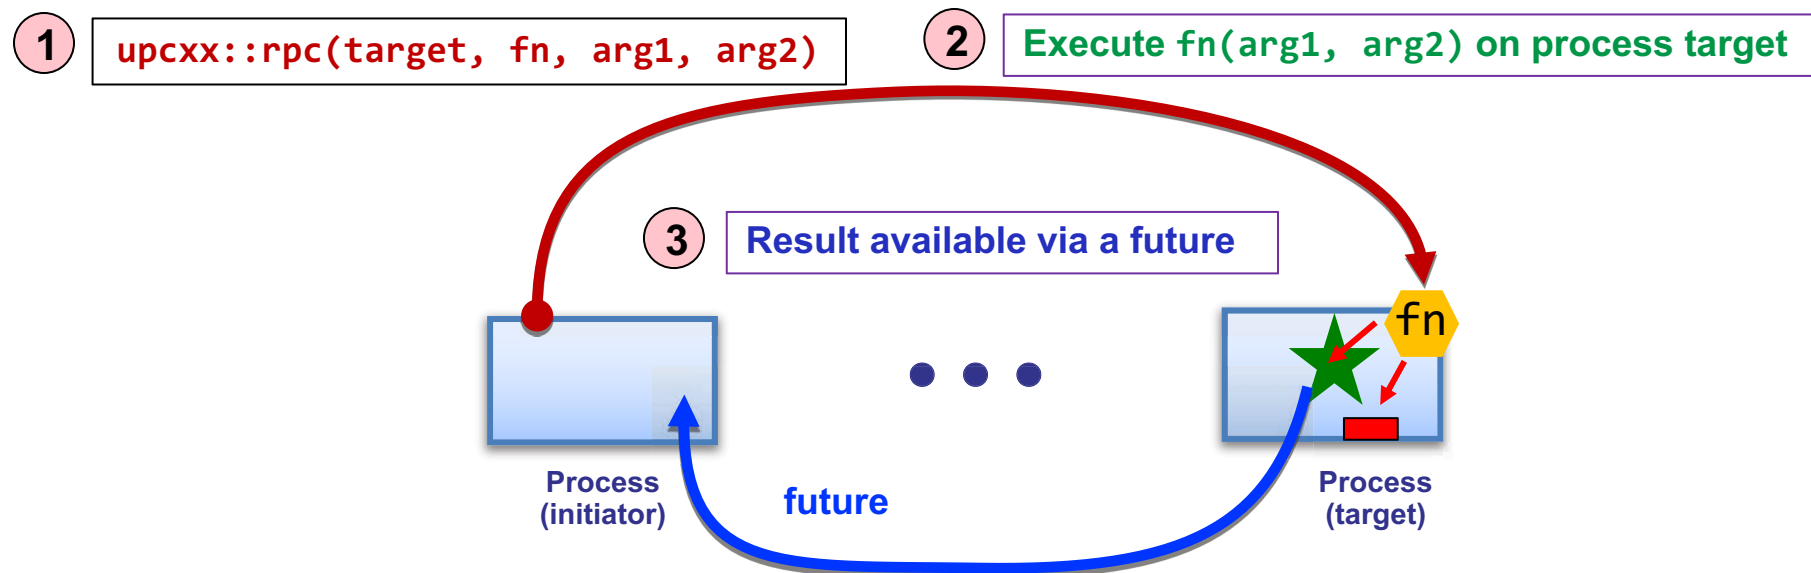 1
upcxx::rpc(target, fn, arg1, arg2)
2
Execute fn(arg1, arg2) on process target
3
Result available via a future
fn
Process
(initiator)
future
Process
(target)